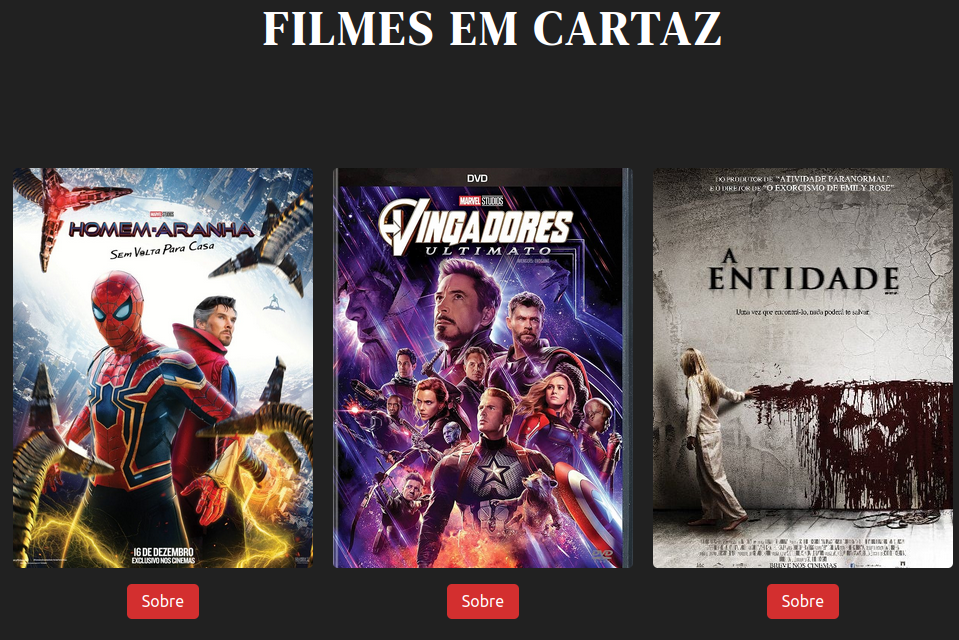 FILMES EM CARTAZ
MARVEL STUDIOS
HOMEM-ARANHA
SEM VOLTA PARA CASA
16 DE DEZEMBRO
EXCLUSIVO NOS CINEMAS
DVD
MARVEL STUDIOS
VINGADORES
ULTIMATO
DVD
DO PRODUTOR DE "ATIVIDADE PARANORMAL"
E O DIRETOR DE "O EXORCISMO DE EMILY ROSE"
A
ENTIDADE
Uma vez que encontrá-lo, nada poderá te salvar.
BREVE NOS CINEMAS
Sobre
Sobre
Sobre